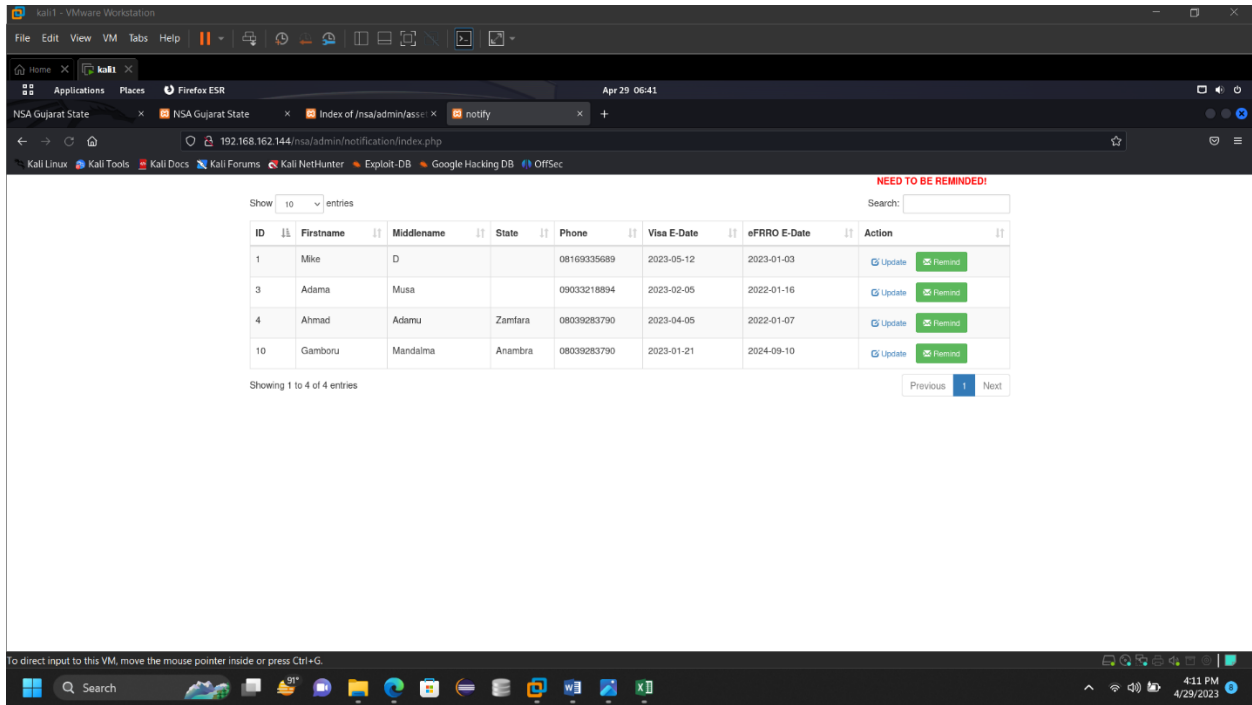 kali1 - VMware Workstation
File Edit View VM Tabs Help
Home kali1
Applications Places Firefox ESR Apr 29 06:41
NSA Gujarat State NSA Gujarat State Index of /nsa/admin/asset notify
192.168.162.144/nsa/admin/notification/index.php
Kali Linux Kali Tools Kali Docs Kali Forums Kali NetHunter Exploit-DB Google Hacking DB OffSec
NEED TO BE REMINDED!
Show 10 entries Search:
ID Firstname Middlename State Phone Visa E-Date eFRRO E-Date Action
1 Mike D 08169335689 2023-05-12 2023-01-03 Update Remind
3 Adama Musa 09033218894 2023-02-05 2022-01-16 Update Remind
4 Ahmad Adamu Zamfara 08039283790 2023-04-05 2022-01-07 Update Remind
10 Gamboru Mandalma Anambra 08039283790 2023-01-21 2024-09-10 Update Remind
Showing 1 to 4 of 4 entries Previous 1 Next
To direct input to this VM, move the mouse pointer inside or press Ctrl+G.
Search 91° 4:11 PM
4/29/2023 8